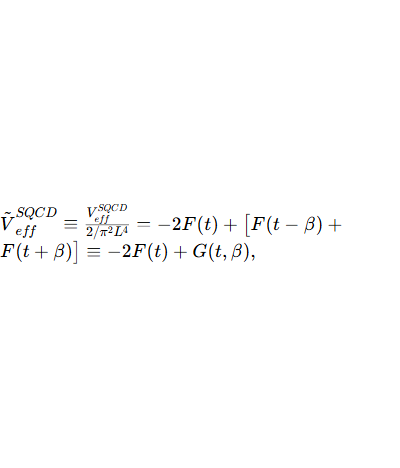 $\tilde{V}_{eff}^{SQCD} \equiv \frac{V_{eff}^{SQCD}}{2/\pi^2 L^4} = -2F(t) + \big[F(t-\beta) +$
$F(t+\beta)\big] \equiv -2F(t) + G(t,\beta),$